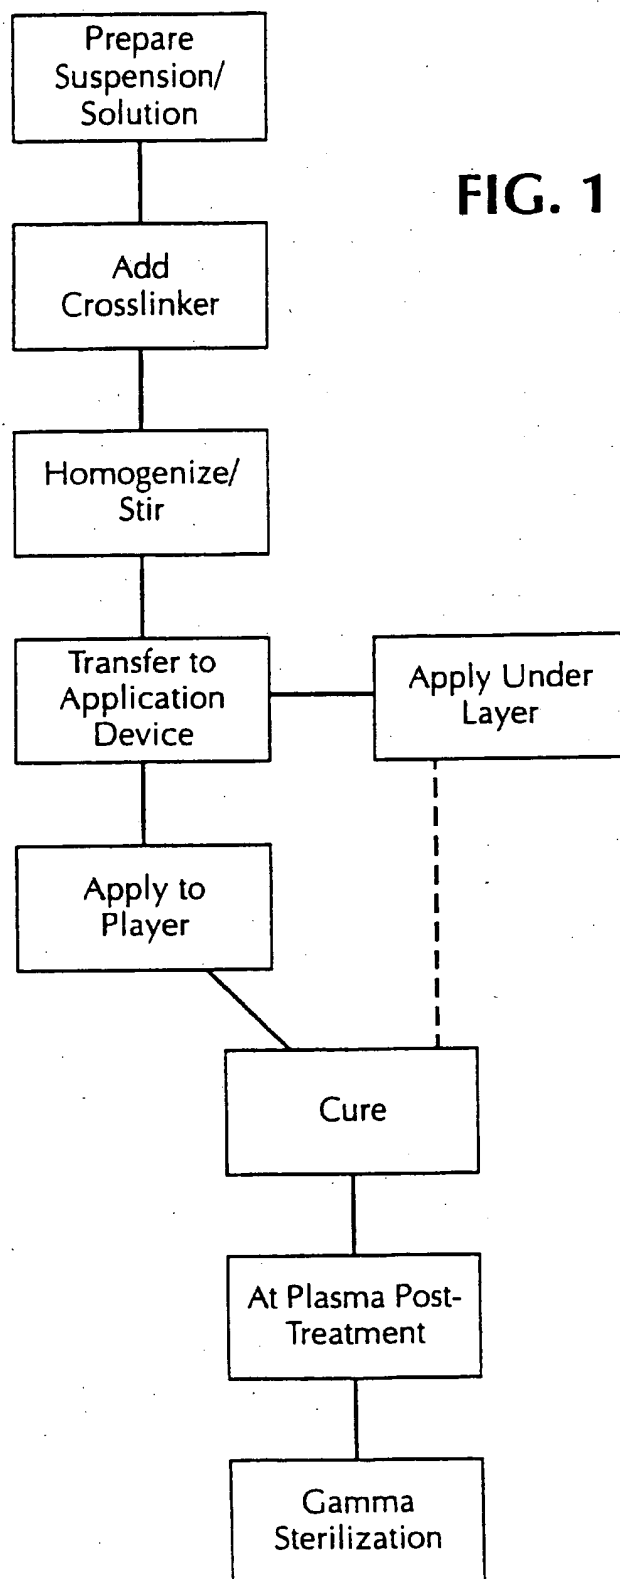 Prepare
Suspension/
Solution
FIG. 1
Add
Crosslinker
Homogenize/
Stir
Transfer to
Application
Device
Apply Under
Layer
Apply to
Player
Cure
At Plasma Post-
Treatment
Gamma
Sterilization